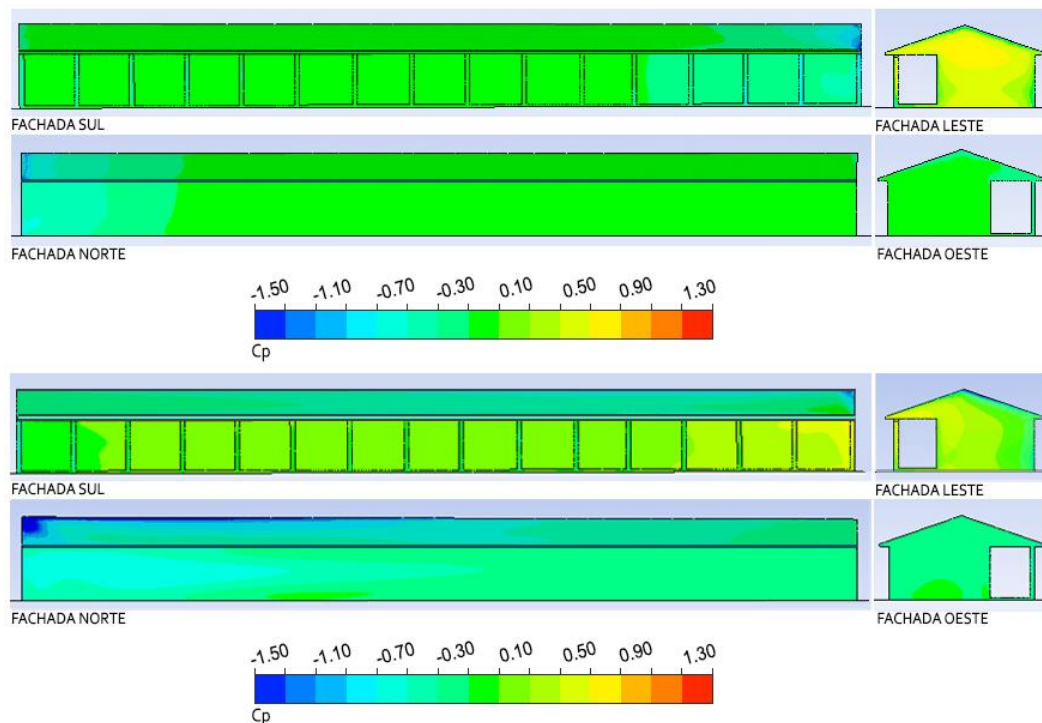 FACHADA SUL
FACHADA LESTE
FACHADA NORTE
FACHADA OESTE
-1.50 -1.10 -0.70 -0.30 0.10 0.50 0.90 1.30
Cp
FACHADA SUL
FACHADA LESTE
FACHADA NORTE
FACHADA OESTE
-1.50 -1.10 -0.70 -0.30 0.10 0.50 0.90 1.30
Cp